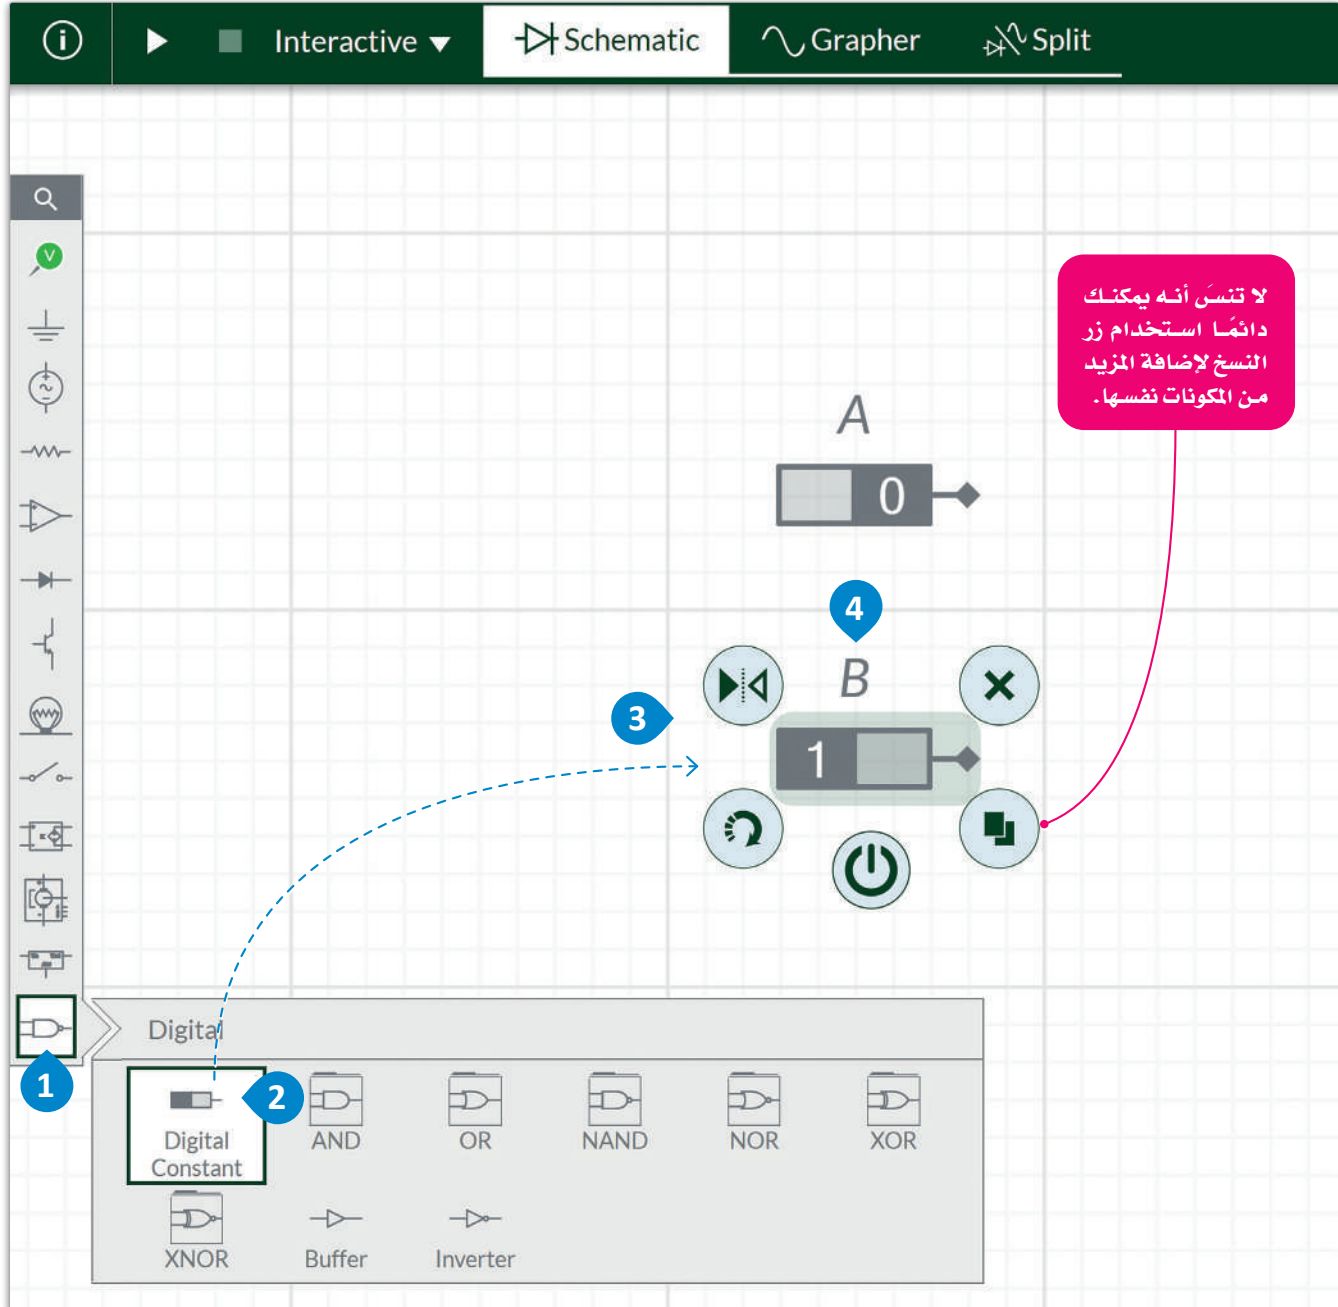 Interactive
Schematic
Grapher
Split
V
لا تنسَ أنه يمكنك
دائمًا استخدام زر
النسخ لإضافة المزيد
من المكونات نفسها.
A
0
4
B
3
1
Digital
1
2
Digital
Constant
AND
OR
NAND
NOR
XOR
XNOR
Buffer
Inverter